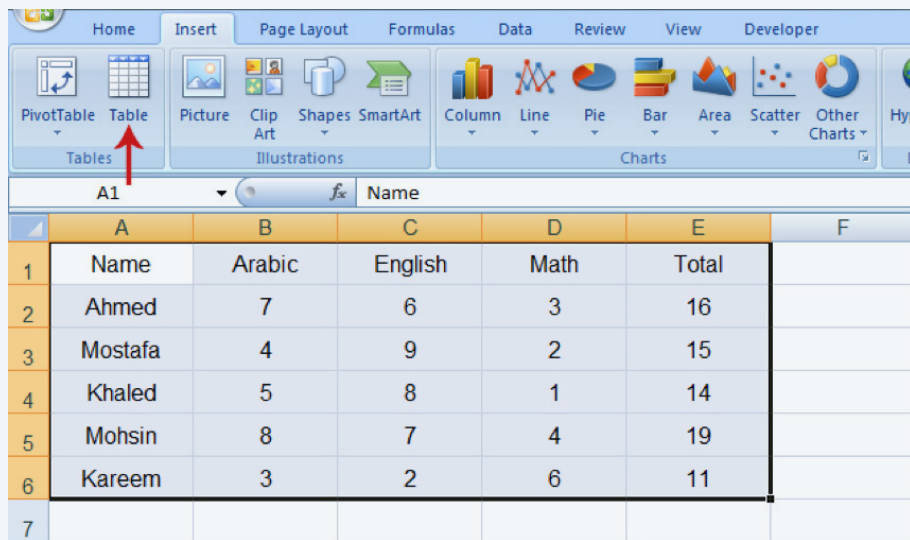 Home Insert Page Layout Formulas Data Review View Developer
PivotTable Table Picture Clip Art Shapes SmartArt Column Line Pie Bar Area Scatter Other Charts Hy
Tables Illustrations Charts
A1 fx Name
A B C D E F
1 Name Arabic English Math Total
2 Ahmed 7 6 3 16
3 Mostafa 4 9 2 15
4 Khaled 5 8 1 14
5 Mohsin 8 7 4 19
6 Kareem 3 2 6 11
7